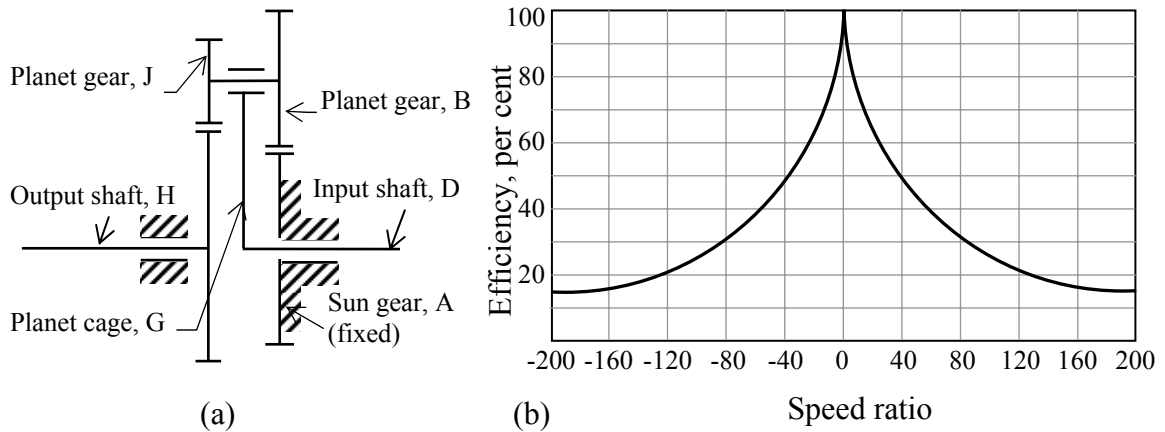 Planet gear, J
Planet gear, B
Output shaft, H
Input shaft, D
Planet cage, G
Sun gear, A
(fixed)
(a)
Efficiency, per cent
100
80
60
40
20
-200 -160 -120 -80 -40 0 40 80 120 160 200
Speed ratio
(b)